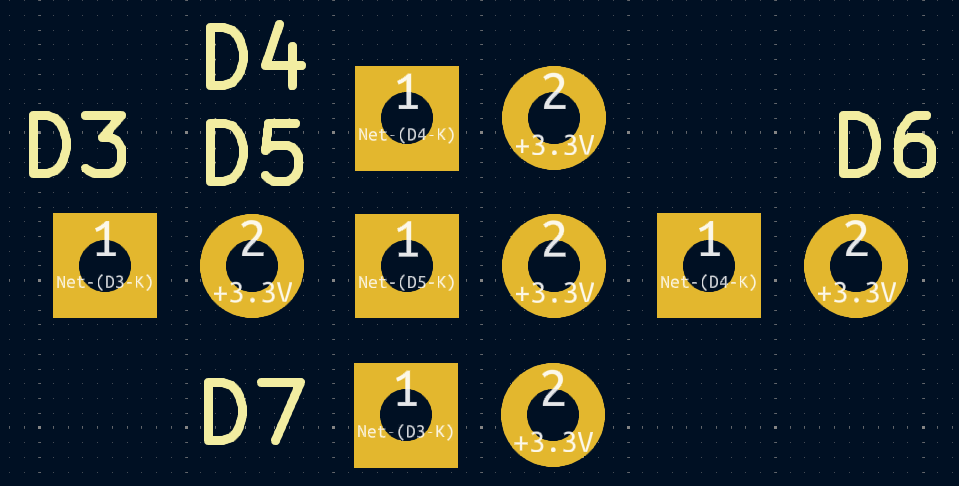 D4
1 2
Net-(D4-K) +3.3V
D3 D5 D6
1 2 1 2 1 2
Net-(D3-K) +3.3V Net-(D5-K) +3.3V Net-(D4-K) +3.3V
D7
1 2
Net-(D3-K) +3.3V